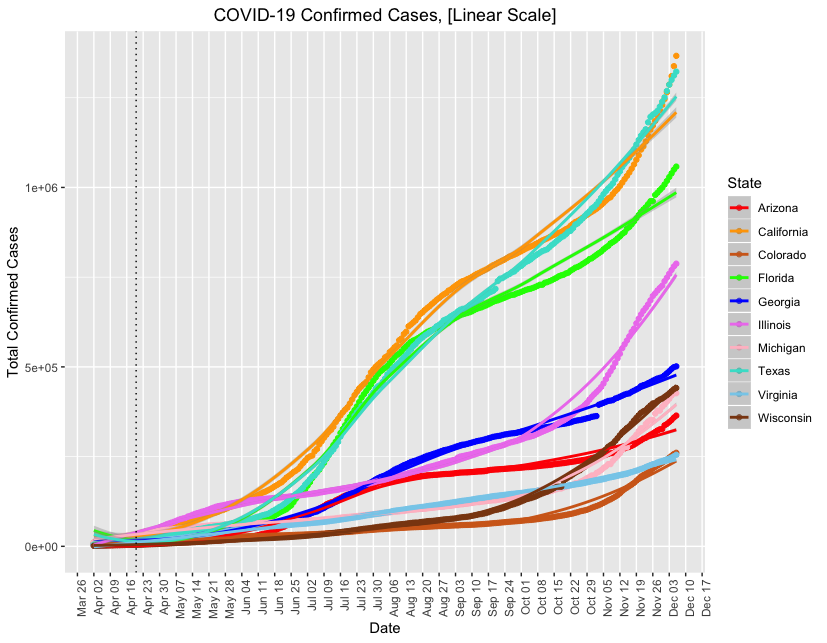 COVID-19 Confirmed Cases, [Linear Scale]
Total Confirmed Cases
1e+06
5e+05
0e+00
Mar 26
Apr 02
Apr 09
Apr 16
Apr 23
Apr 30
May 07
May 14
May 21
May 28
Jun 04
Jun 11
Jun 18
Jun 25
Jul 02
Jul 09
Jul 16
Jul 23
Jul 30
Aug 06
Aug 13
Aug 20
Aug 27
Sep 03
Sep 10
Sep 17
Sep 24
Oct 01
Oct 08
Oct 15
Oct 22
Oct 29
Nov 05
Nov 12
Nov 19
Nov 26
Dec 03
Dec 10
Dec 17
Date
State
Arizona
California
Colorado
Florida
Georgia
Illinois
Michigan
Texas
Virginia
Wisconsin